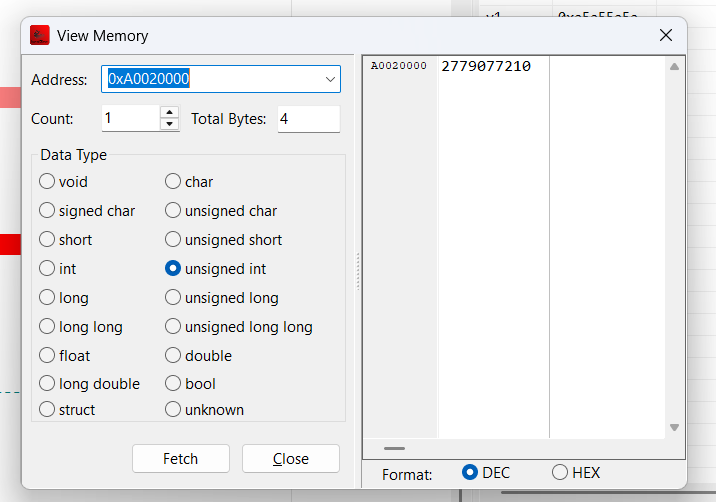 v1 0xa5a55a5a
View Memory
Address: 0xA0020000
Count: 1 Total Bytes: 4
Data Type
void char
signed char unsigned char
short unsigned short
int unsigned int
long unsigned long
long long unsigned long long
float double
long double bool
struct unknown
Fetch Close
A0020000 2779077210
Format: DEC HEX